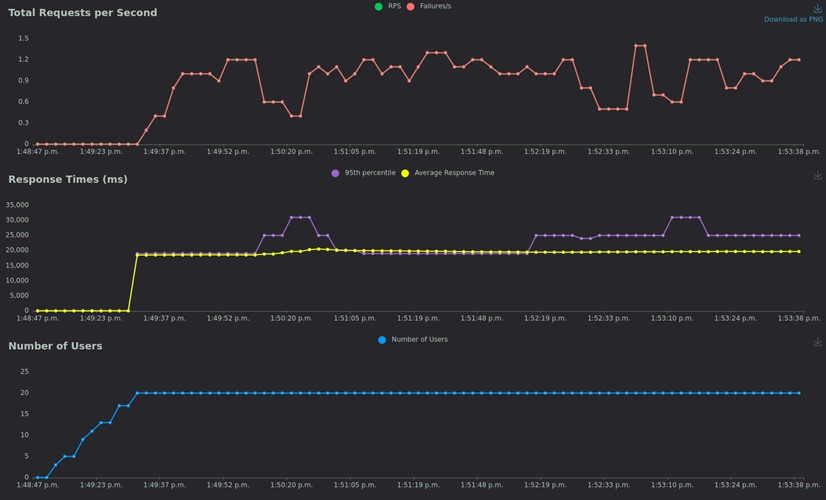 Total Requests per Second
RPS Failures/s
Download as PNG
1.5
1.2
0.9
0.6
0.3
0
1:48:47 p.m. 1:49:23 p.m. 1:49:37 p.m. 1:49:52 p.m. 1:50:20 p.m. 1:51:05 p.m. 1:51:19 p.m. 1:51:48 p.m. 1:52:19 p.m. 1:52:33 p.m. 1:53:10 p.m. 1:53:24 p.m. 1:53:38 p.m.
Response Times (ms)
95th percentile Average Response Time
35,000
30,000
25,000
20,000
15,000
10,000
5,000
0
1:48:47 p.m. 1:49:23 p.m. 1:49:37 p.m. 1:49:52 p.m. 1:50:20 p.m. 1:51:05 p.m. 1:51:19 p.m. 1:51:48 p.m. 1:52:19 p.m. 1:52:33 p.m. 1:53:10 p.m. 1:53:24 p.m. 1:53:38 p.m.
Number of Users
Number of Users
25
20
15
10
5
0
1:48:47 p.m. 1:49:23 p.m. 1:49:37 p.m. 1:49:52 p.m. 1:50:20 p.m. 1:51:05 p.m. 1:51:19 p.m. 1:51:48 p.m. 1:52:19 p.m. 1:52:33 p.m. 1:53:10 p.m. 1:53:24 p.m. 1:53:38 p.m.